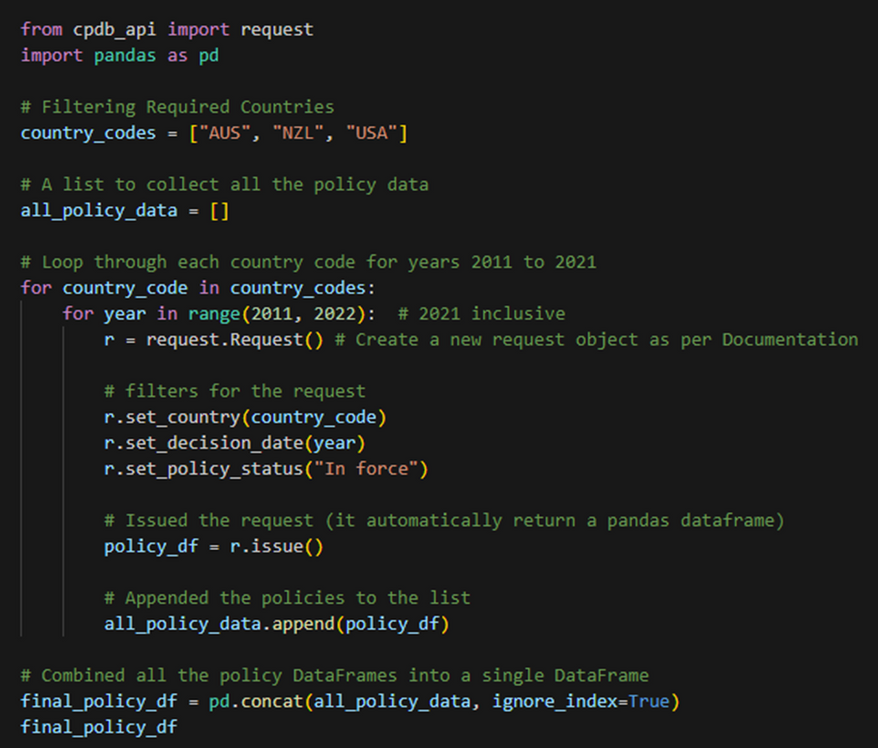 from cpdb_api import request
import pandas as pd
# Filtering Required Countries
country_codes = ["AUS", "NZL", "USA"]
# A list to collect all the policy data
all_policy_data = []
# Loop through each country code for years 2011 to 2021
for country_code in country_codes:
    for year in range(2011, 2022):  # 2021 inclusive
        r = request.Request() # Create a new request object as per Documentation
        # filters for the request
        r.set_country(country_code)
        r.set_decision_date(year)
        r.set_policy_status("In force")
        # Issued the request (it automatically return a pandas dataframe)
        policy_df = r.issue()
        # Appended the policies to the list
        all_policy_data.append(policy_df)
# Combined all the policy DataFrames into a single DataFrame
final_policy_df = pd.concat(all_policy_data, ignore_index=True)
final_policy_df